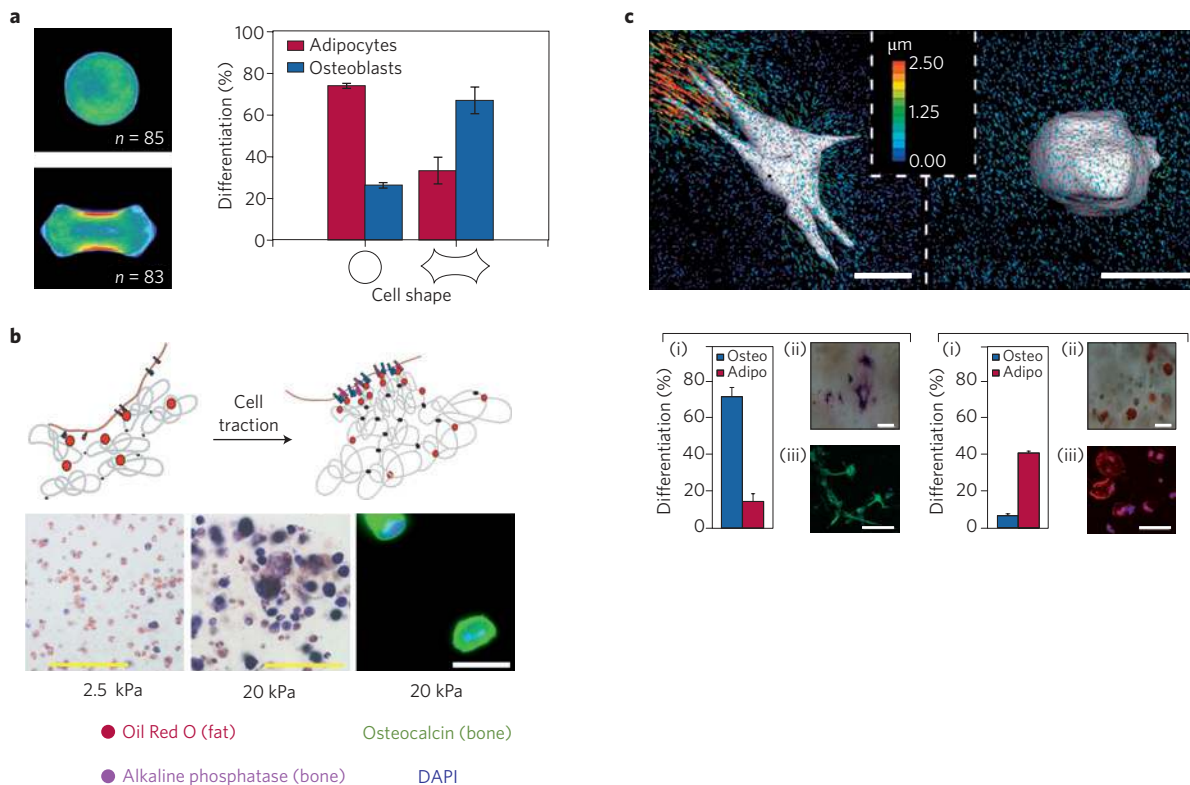 a
n = 85
n = 83
Differentiation (%)
100
80
60
40
20
0
Adipocytes
Osteoblasts
Cell shape
b
Cell
traction
2.5 kPa
20 kPa
20 kPa
Oil Red O (fat)
Osteocalcin (bone)
Alkaline phosphatase (bone)
DAPI
c
µm
2.50
1.25
0.00
(i)
Osteo
Adipo
Differentiation (%)
80
60
40
20
0
(ii)
(iii)
(i)
Osteo
Adipo
Differentiation (%)
80
60
40
20
0
(ii)
(iii)